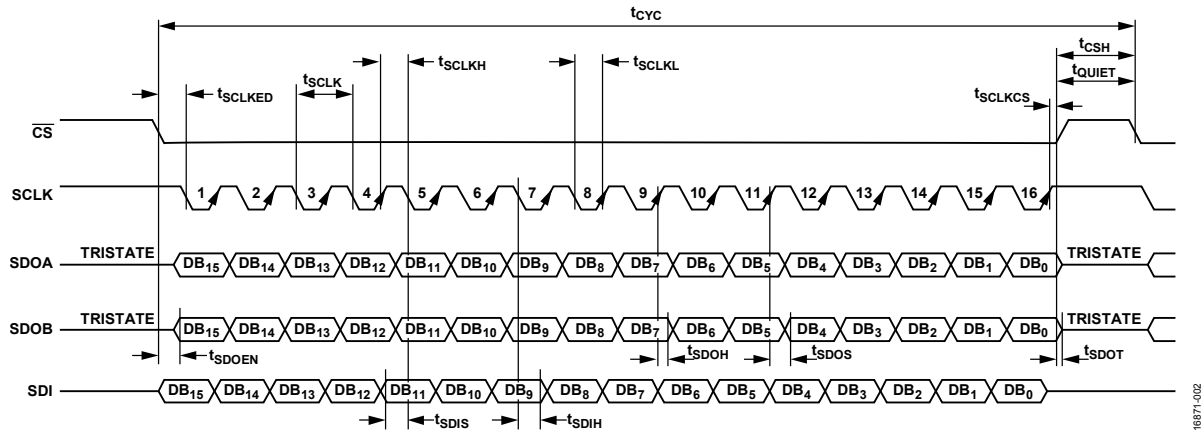 tCYC
tCSH
tSCLKH
tSCLKL
tSCLK
tQUIET
tSCLKED
tSCLKCS
CS
SCLK 1 2 3 4 5 6 7 8 9 10 11 12 13 14 15 16
SDOA TRISTATE DB15 DB14 DB13 DB12 DB11 DB10 DB9 DB8 DB7 DB6 DB5 DB4 DB3 DB2 DB1 DB0 TRISTATE
SDOB TRISTATE DB15 DB14 DB13 DB12 DB11 DB10 DB9 DB8 DB7 DB6 DB5 DB4 DB3 DB2 DB1 DB0 TRISTATE
tSDOEN tSDOH tSDOS tSDOT
SDI DB15 DB14 DB13 DB12 DB11 DB10 DB9 DB8 DB7 DB6 DB5 DB4 DB3 DB2 DB1 DB0
tSDIS tSDIH
16871-002